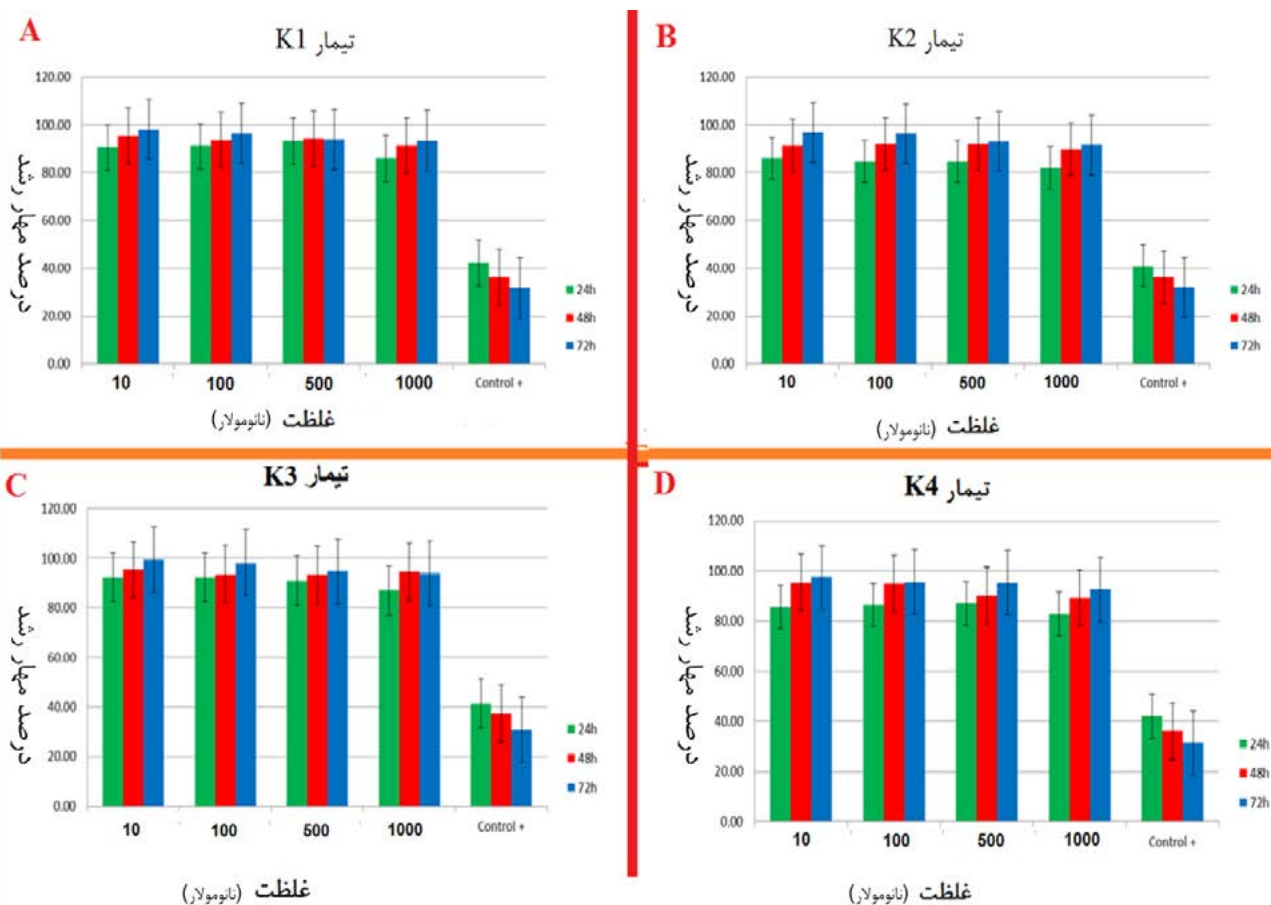 A
تیمار K1
120.00
100.00
80.00
60.00
40.00
20.00
0.00
درصد مهار رشد
10 100 500 1000 Control +
غلظت (نانومولار)
24h
48h
72h
B
تیمار K2
120.00
100.00
80.00
60.00
40.00
20.00
0.00
درصد مهار رشد
10 100 500 1000 Control +
غلظت (نانومولار)
24h
48h
72h
C
تیمار K3
120.00
100.00
80.00
60.00
40.00
20.00
0.00
درصد مهار رشد
10 100 500 1000 Control +
غلظت (نانومولار)
24h
48h
72h
D
تیمار K4
120.00
100.00
80.00
60.00
40.00
20.00
0.00
درصد مهار رشد
10 100 500 1000 Control +
غلظت (نانومولار)
24h
48h
72h